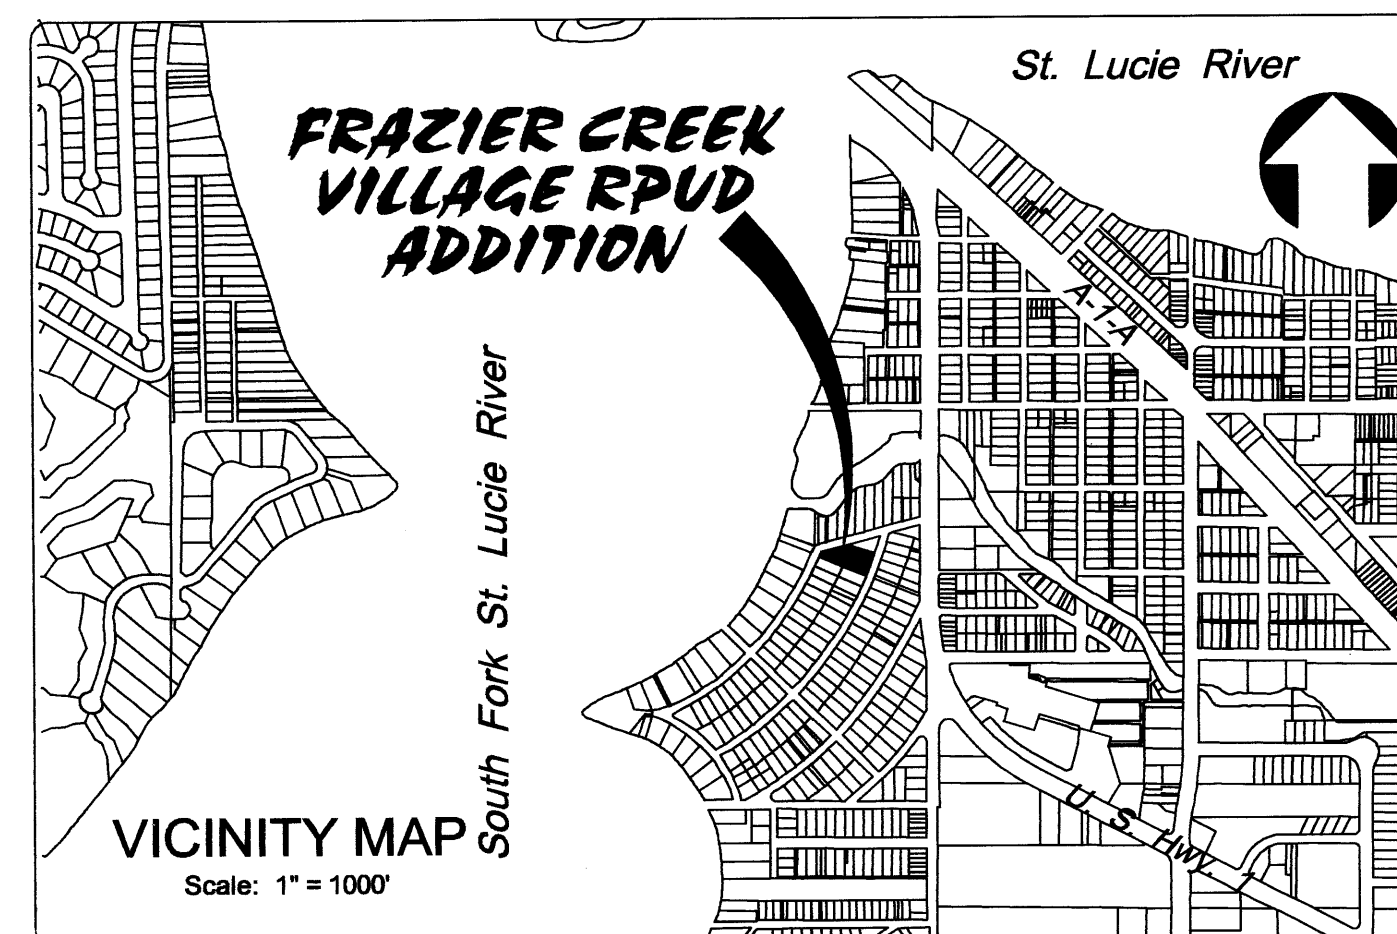 St. Lucie River
FRAZIER CREEK
VILLAGE RPUD
ADDITION
A-1-A
South Fork St. Lucie River
U. S. Hwy. 1
VICINITY MAP
Scale: 1" = 1000'